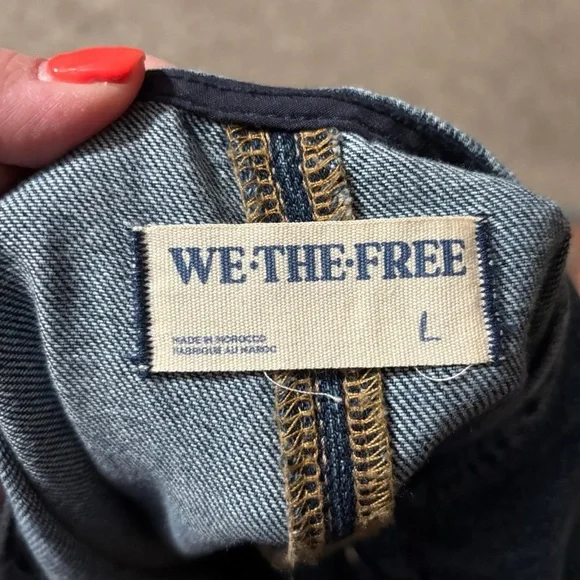 WE·THE·FREE
L
MADE IN MOROCCO
FABRIQUÉ AU MAROC